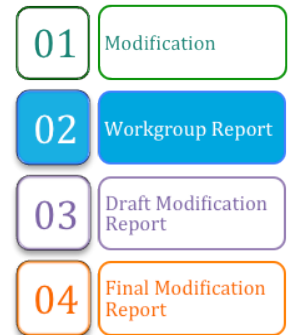 01
Modification
02
Workgroup Report
03
Draft Modification
Report
04
Final Modification
Report